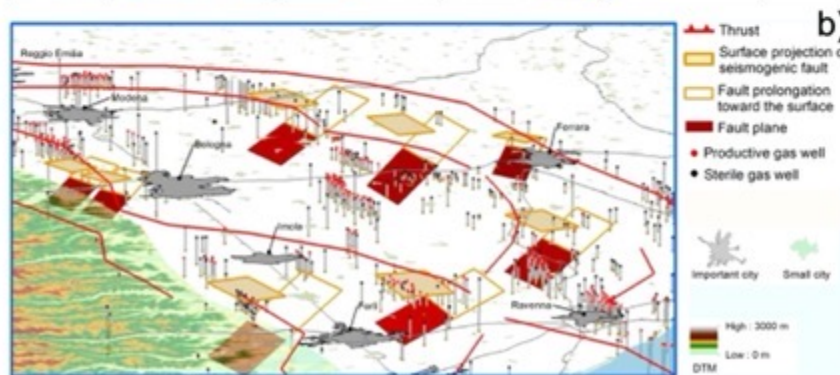 b)
Reggio Emilia
Modena
Bologna
Ferrara
Imola
Forlì
Ravenna
Thrust
Surface projection o
seismogenic fault
Fault prolongation
toward the surface
Fault plane
Productive gas well
Sterile gas well
Important city
Small city
High : 3000 m
Low : 0 m
DTM